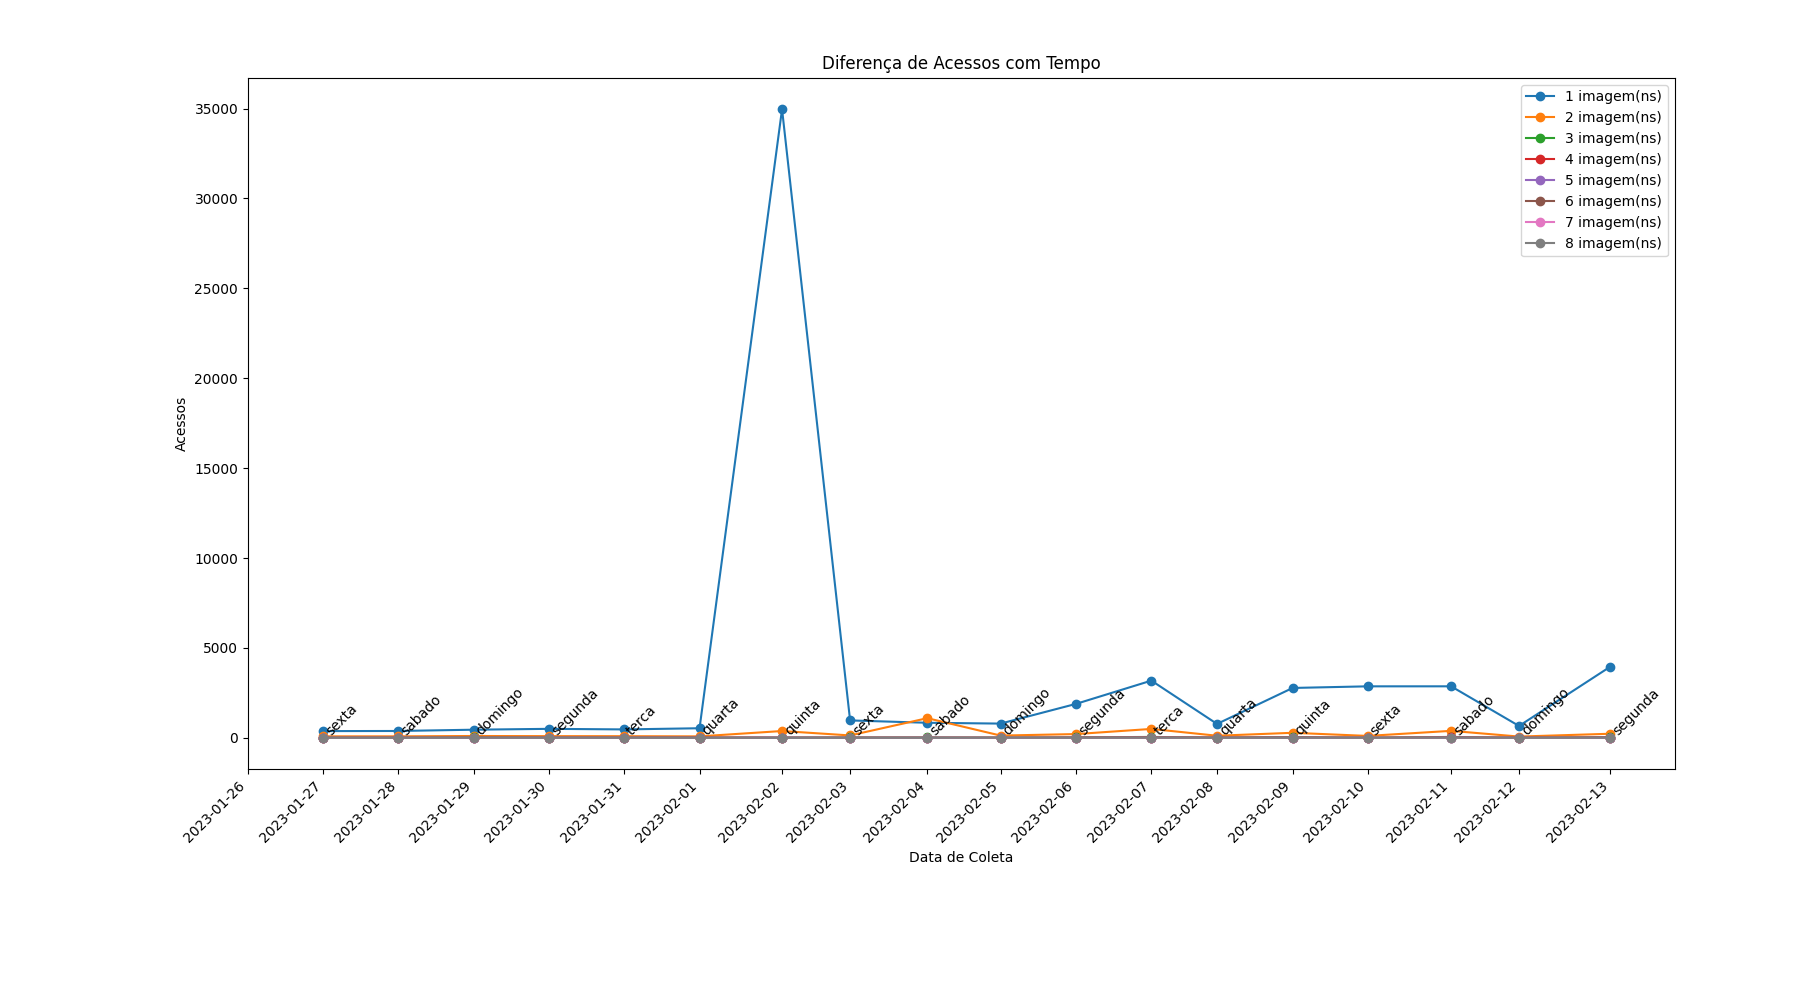 Diferença de Acessos com Tempo
35000
30000
25000
20000
15000
10000
5000
0
Acessos
1 imagem(ns)
2 imagem(ns)
3 imagem(ns)
4 imagem(ns)
5 imagem(ns)
6 imagem(ns)
7 imagem(ns)
8 imagem(ns)
sexta
sabado
domingo
segunda
terca
quarta
quinta
sexta
sabado
domingo
segunda
terca
quarta
quinta
sexta
sabado
domingo
segunda
2023-01-26
2023-01-27
2023-01-28
2023-01-29
2023-01-30
2023-01-31
2023-02-01
2023-02-02
2023-02-03
2023-02-04
2023-02-05
2023-02-06
2023-02-07
2023-02-08
2023-02-09
2023-02-10
2023-02-11
2023-02-12
2023-02-13
Data de Coleta